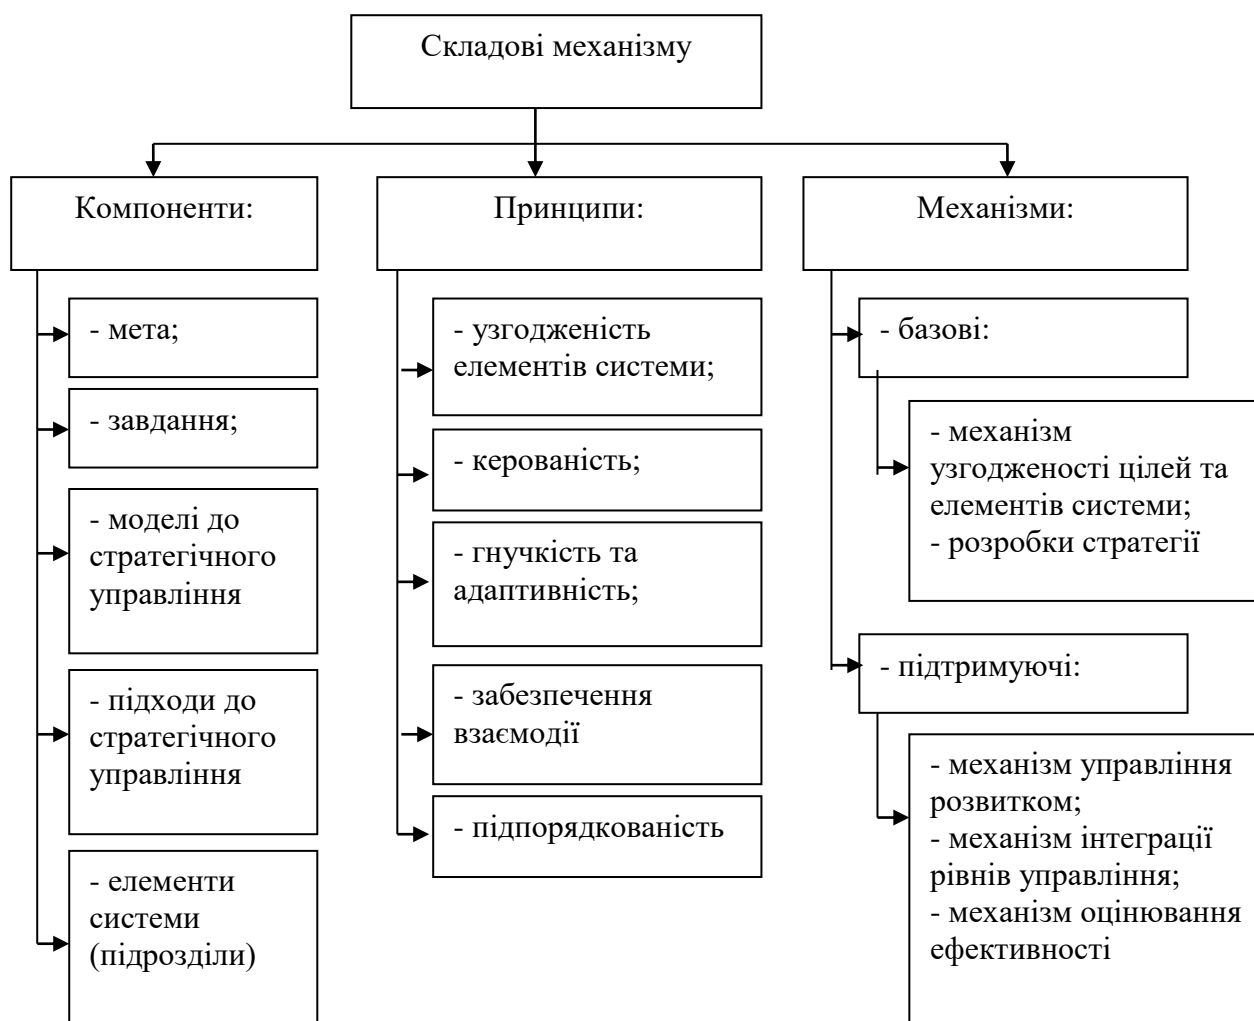 Складові механізму
Компоненти:
- мета;
- завдання;
- моделі до
стратегічного
управління
- підходи до
стратегічного
управління
- елементи
системи
(підрозділи)
Принципи:
- узгодженість
елементів системи;
- керованість;
- гнучкість та
адаптивність;
- забезпечення
взаємодії
- підпорядкованість
Механізми:
- базові:
- механізм
узгодженості цілей та
елементів системи;
- розробки стратегії
- підтримуючі:
- механізм управління
розвитком;
- механізм інтеграції
рівнів управління;
- механізм оцінювання
ефективності